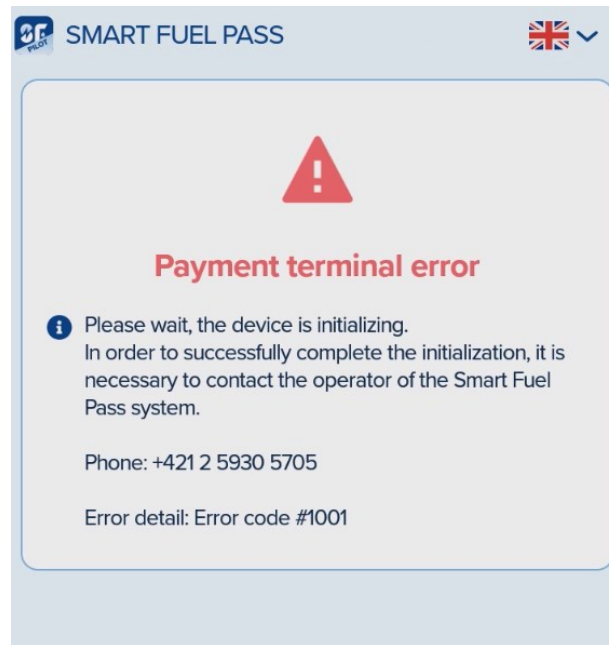 SF
PILOT
SMART FUEL PASS
Payment terminal error
Please wait, the device is initializing.
In order to successfully complete the initialization, it is
necessary to contact the operator of the Smart Fuel
Pass system.
Phone: +421 2 5930 5705
Error detail: Error code #1001